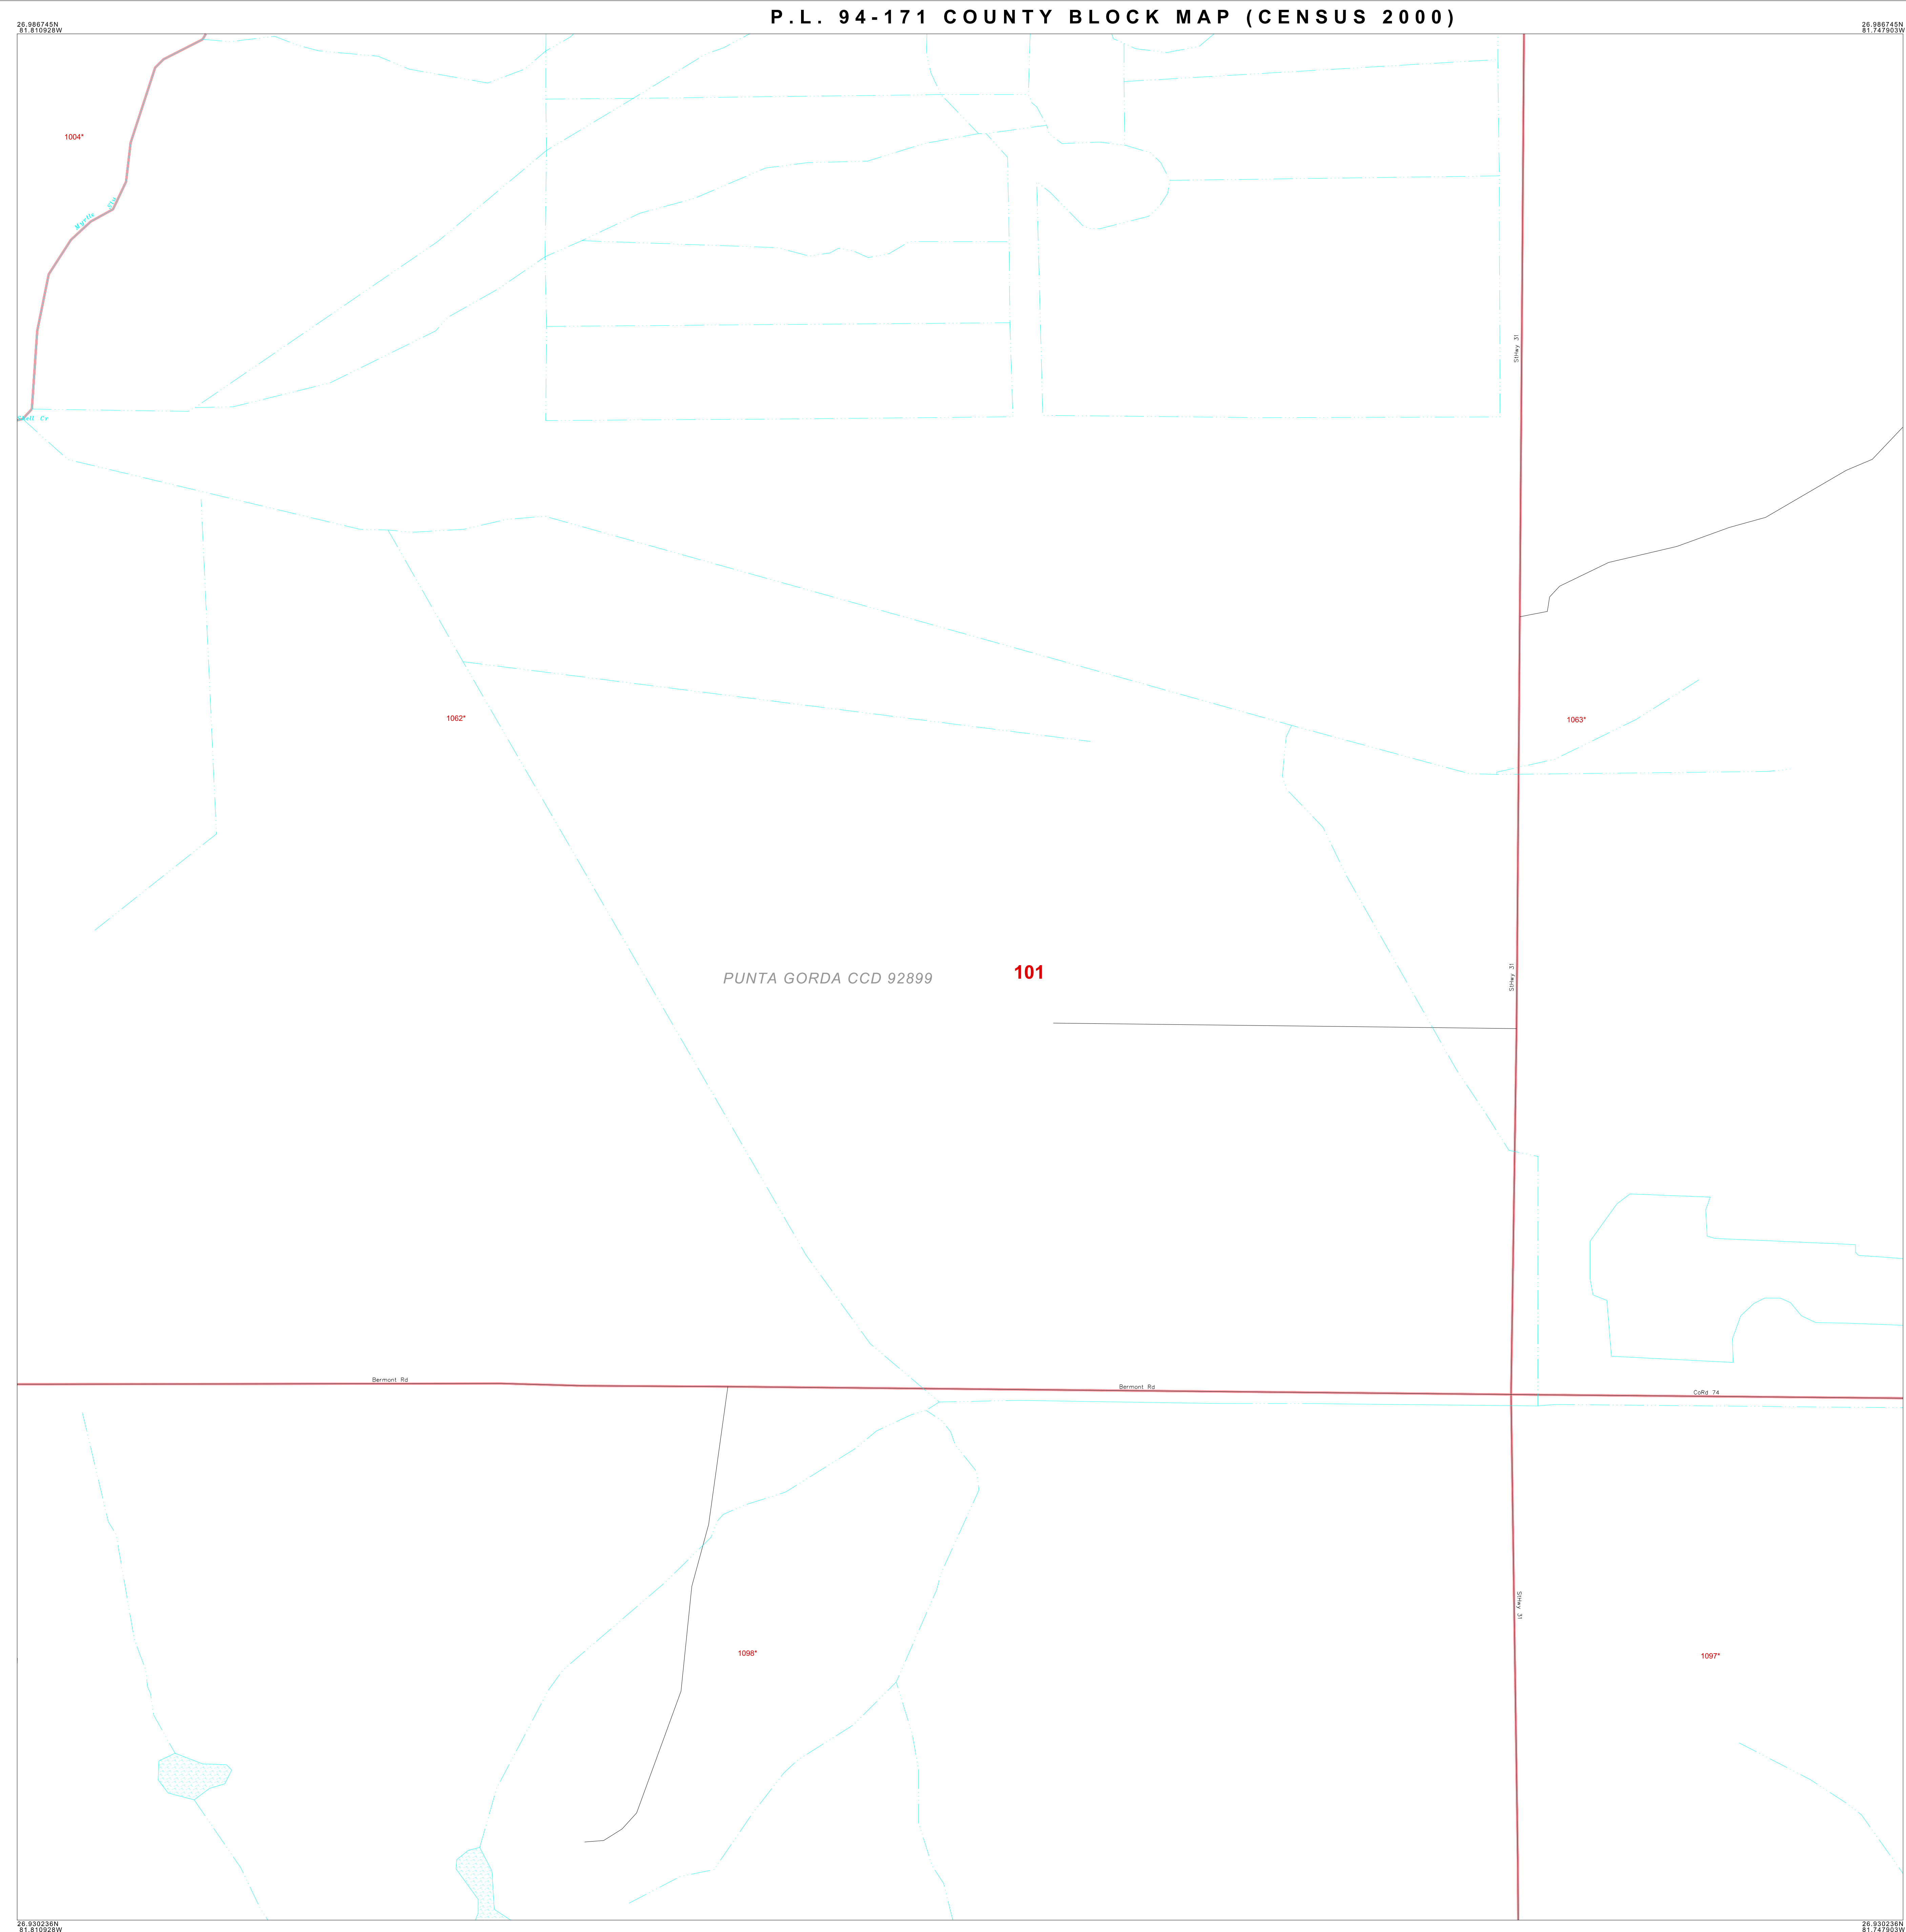 P.L. 94-171 COUNTY BLOCK MAP (CENSUS 2000)
26.986745N
81.810928W
26.986745N
81.747903W
1004*
Myrtle Slu
StHwy 31
1062*
1063*
PUNTA GORDA CCD 92899
101
StHwy 31
Bermont Rd
Bermont Rd
CoRd 74
StHwy 31
1098*
1097*
26.930236N
81.810928W
26.930236N
81.747903W